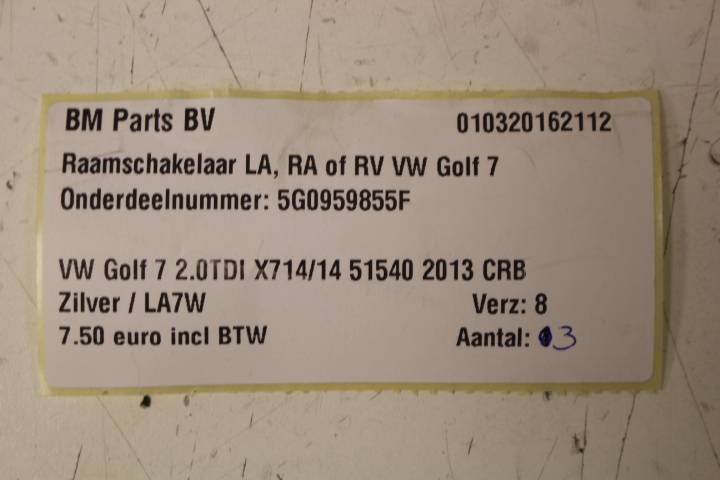 BM Parts BV 010320162112
Raamschakelaar LA, RA of RV VW Golf 7
Onderdeelnummer: 5G0959855F
VW Golf 7 2.0TDI X714/14 51540 2013 CRB
Zilver / LA7W Verz: 8
7.50 euro incl BTW Aantal: 3